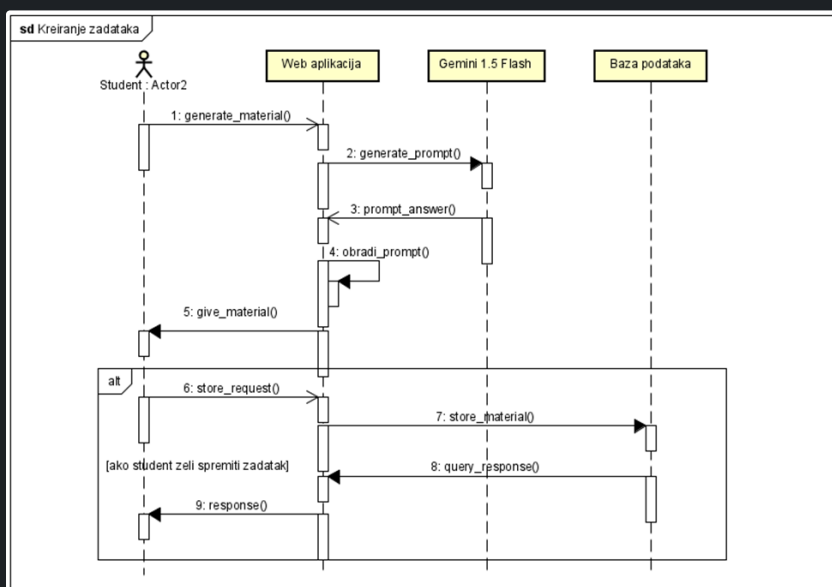 sd Kreiranje zadataka
Student : Actor2
Web aplikacija
Gemini 1.5 Flash
Baza podataka
1: generate_material()
2: generate_prompt()
3: prompt_answer()
4: obradi_prompt()
5: give_material()
alt
6: store_request()
7: store_material()
[ako student zeli spremiti zadatak]
8: query_response()
9: response()